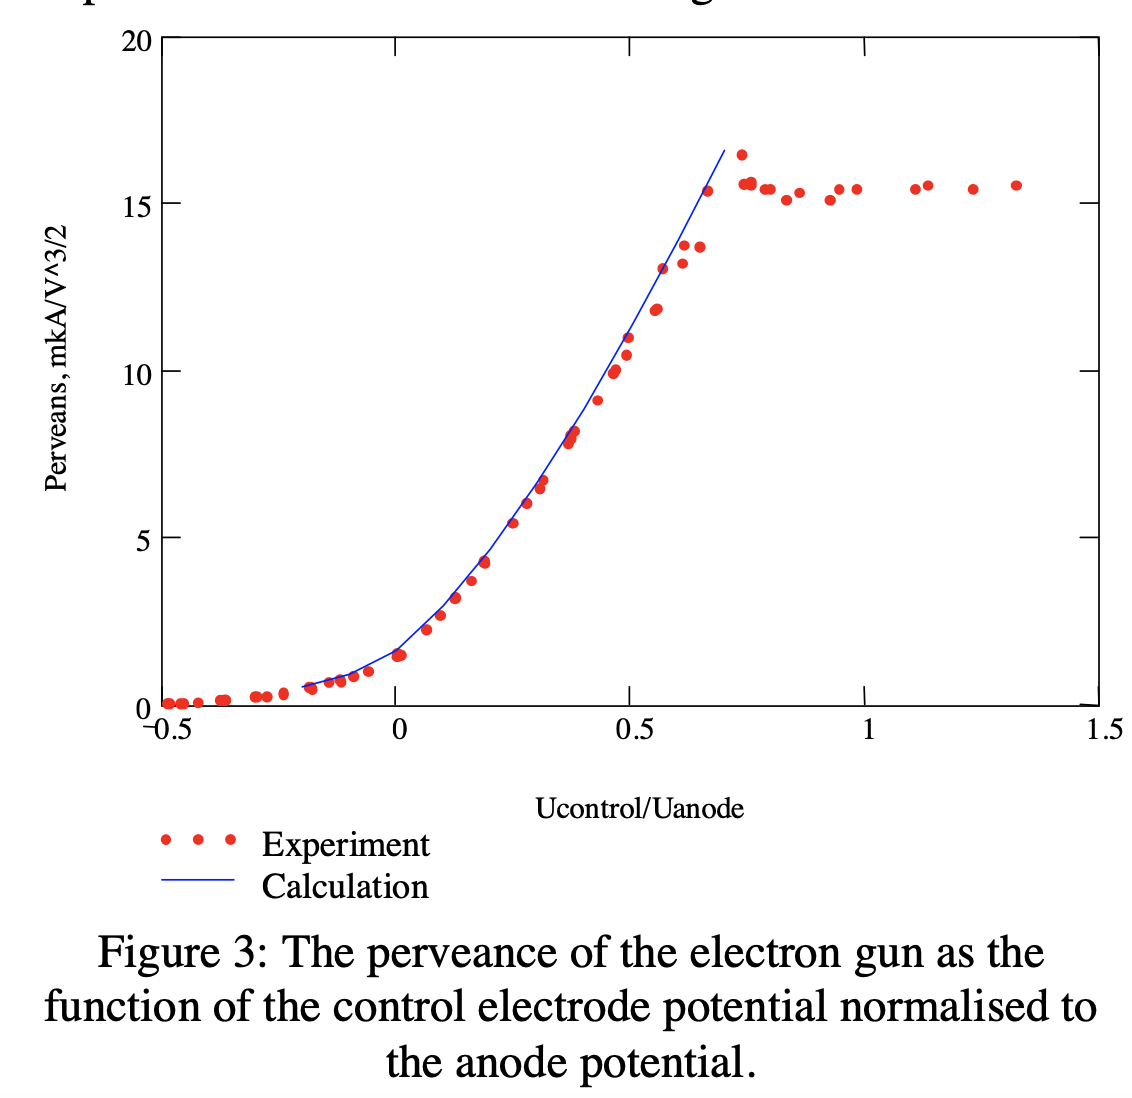 20
15
10
5
0
Perveans, mkA/V^3/2
−0.5
0
0.5
1
1.5
Ucontrol/Uanode
Experiment
Calculation
Figure 3: The perveance of the electron gun as the
function of the control electrode potential normalised to
the anode potential.